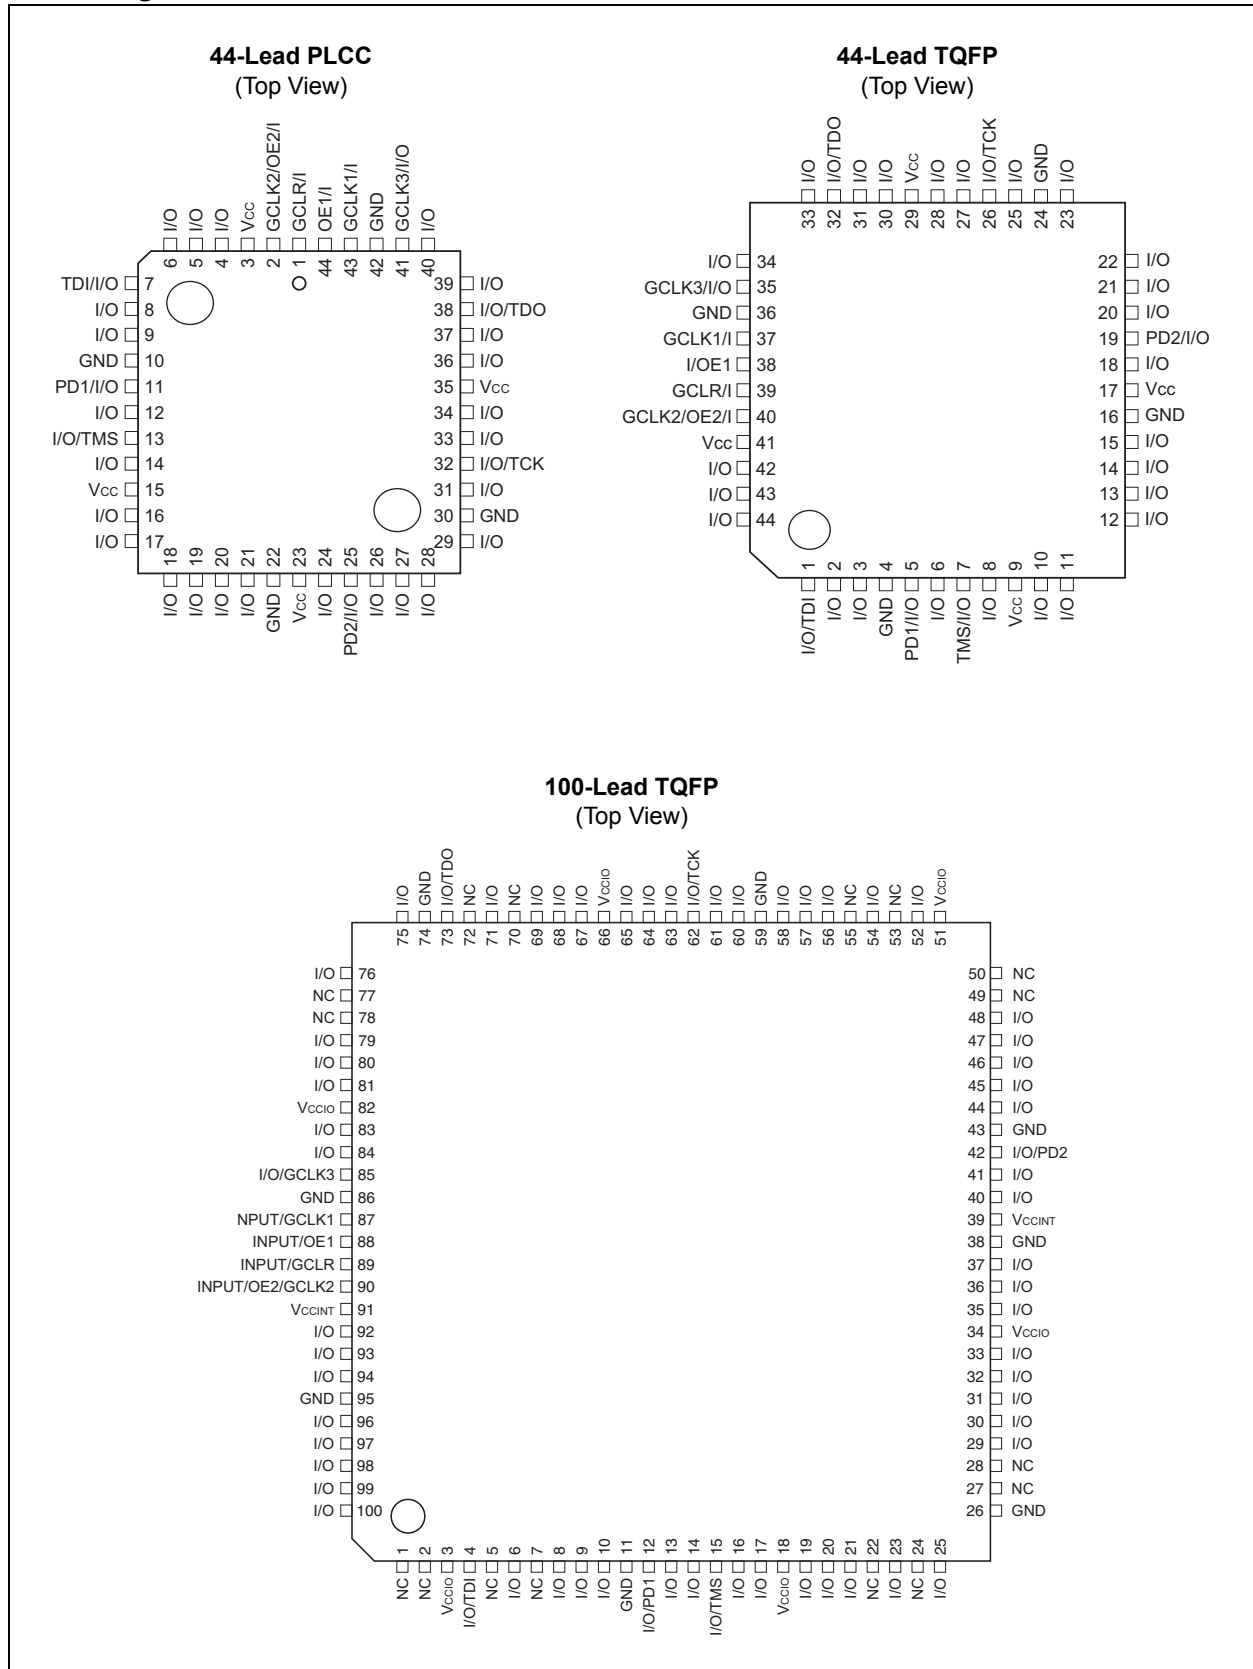 44-Lead PLCC
(Top View)
I/O
I/O
I/O
Vcc
GCLK2/OE2/I
GCLR/I
OE1/I
GCLK1/I
GND
GCLK3/I/O
I/O
6
5
4
3
2
1
44
43
42
41
40
TDI/I/O 7
I/O 8
I/O 9
GND 10
PD1/I/O 11
I/O 12
I/O/TMS 13
I/O 14
Vcc 15
I/O 16
I/O 17
39 I/O
38 I/O/TDO
37 I/O
36 I/O
35 Vcc
34 I/O
33 I/O
32 I/O/TCK
31 I/O
30 GND
29 I/O
18
19
20
21
22
23
24
25
26
27
28
I/O
I/O
I/O
I/O
GND
Vcc
I/O
PD2/I/O
I/O
I/O
I/O
44-Lead TQFP
(Top View)
I/O
I/O/TDO
I/O
I/O
Vcc
I/O
I/O
I/O/TCK
I/O
GND
I/O
33
32
31
30
29
28
27
26
25
24
23
I/O 34
GCLK3/I/O 35
GND 36
GCLK1/I 37
I/OE1 38
GCLR/I 39
GCLK2/OE2/I 40
Vcc 41
I/O 42
I/O 43
I/O 44
22 I/O
21 I/O
20 I/O
19 PD2/I/O
18 I/O
17 Vcc
16 GND
15 I/O
14 I/O
13 I/O
12 I/O
1
2
3
4
5
6
7
8
9
10
11
I/O/TDI
I/O
I/O
GND
PD1/I/O
I/O
TMS/I/O
I/O
Vcc
I/O
I/O
100-Lead TQFP
(Top View)
I/O
GND
I/O/TDO
NC
I/O
NC
I/O
I/O
I/O
VCCIO
I/O
I/O
I/O
I/O/TCK
I/O
I/O
GND
I/O
I/O
I/O
NC
I/O
NC
I/O
VCCIO
75
74
73
72
71
70
69
68
67
66
65
64
63
62
61
60
59
58
57
56
55
54
53
52
51
I/O 76
NC 77
NC 78
I/O 79
I/O 80
I/O 81
VCCIO 82
I/O 83
I/O 84
I/O/GCLK3 85
GND 86
NPUT/GCLK1 87
INPUT/OE1 88
INPUT/GCLR 89
INPUT/OE2/GCLK2 90
VCCINT 91
I/O 92
I/O 93
I/O 94
GND 95
I/O 96
I/O 97
I/O 98
I/O 99
I/O 100
50 NC
49 NC
48 I/O
47 I/O
46 I/O
45 I/O
44 I/O
43 GND
42 I/O/PD2
41 I/O
40 I/O
39 VCCINT
38 GND
37 I/O
36 I/O
35 I/O
34 VCCIO
33 I/O
32 I/O
31 I/O
30 I/O
29 I/O
28 NC
27 NC
26 GND
1
2
3
4
5
6
7
8
9
10
11
12
13
14
15
16
17
18
19
20
21
22
23
24
25
NC
NC
VCCIO
I/O/TDI
NC
I/O
NC
I/O
I/O
I/O
GND
I/O/PD1
I/O
I/O
I/O/TMS
I/O
I/O
VCCIO
I/O
I/O
I/O
NC
I/O
NC
I/O